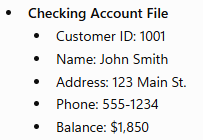 Checking Account File
Customer ID: 1001
Name: John Smith
Address: 123 Main St.
Phone: 555-1234
Balance: $1,850